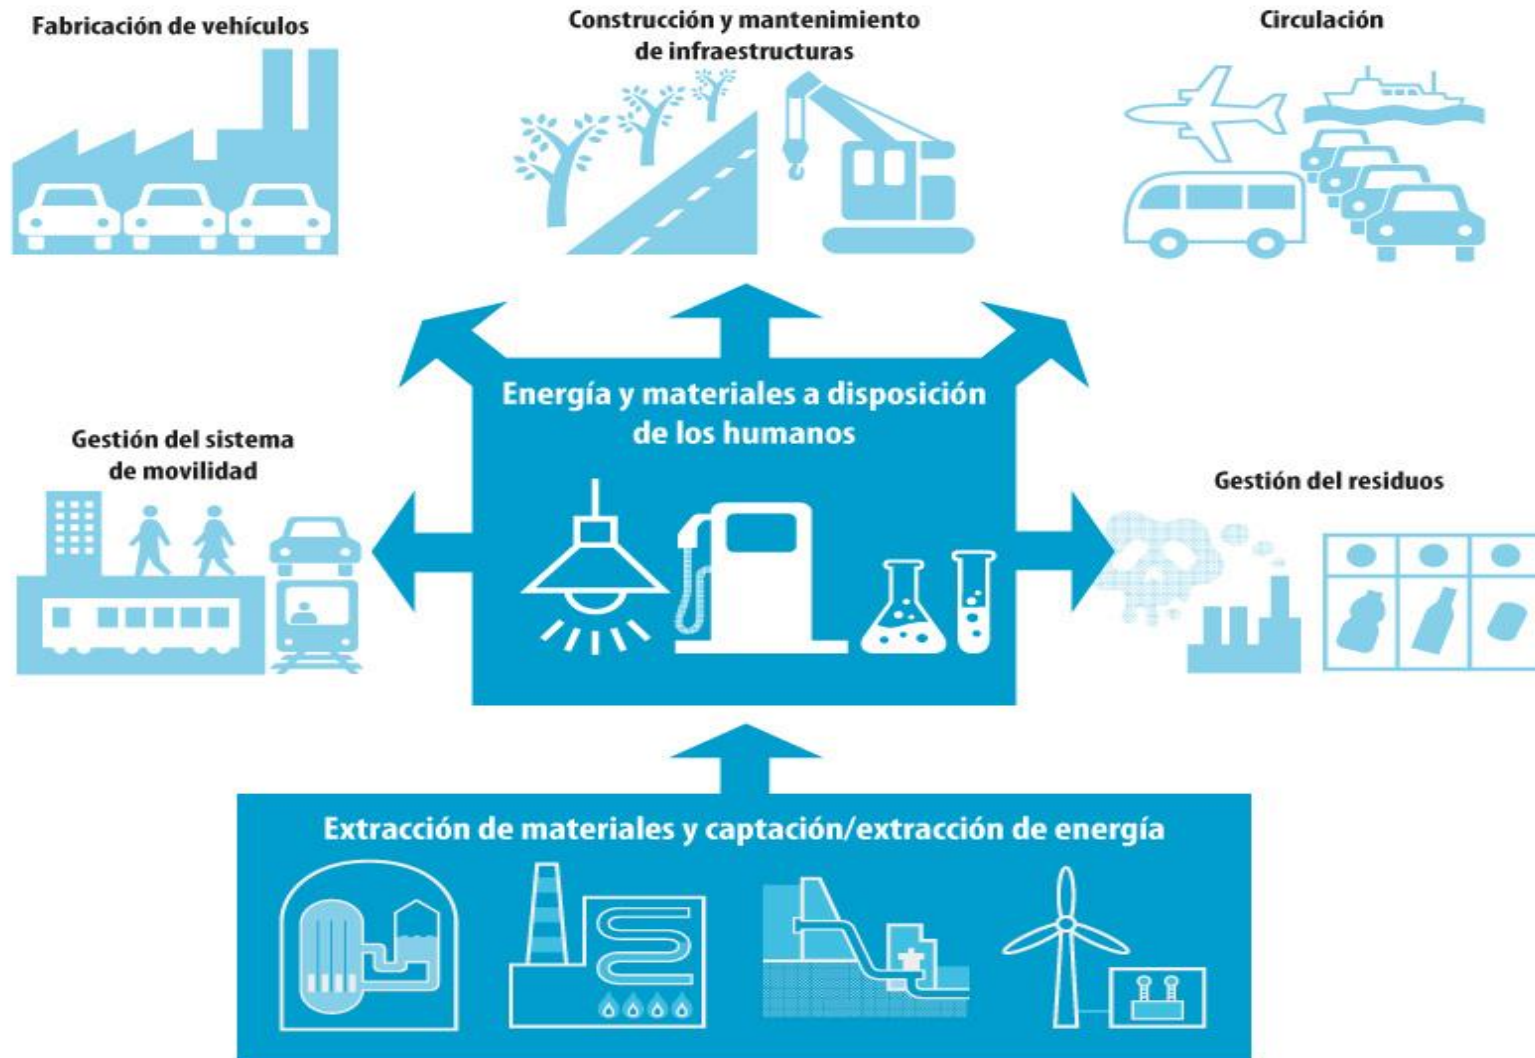 Fabricación de vehículos
Construcción y mantenimiento
de infraestructuras
Circulación
Energía y materiales a disposición
de los humanos
Gestión del sistema
de movilidad
Gestión del residuos
Extracción de materiales y captación/extracción de energía